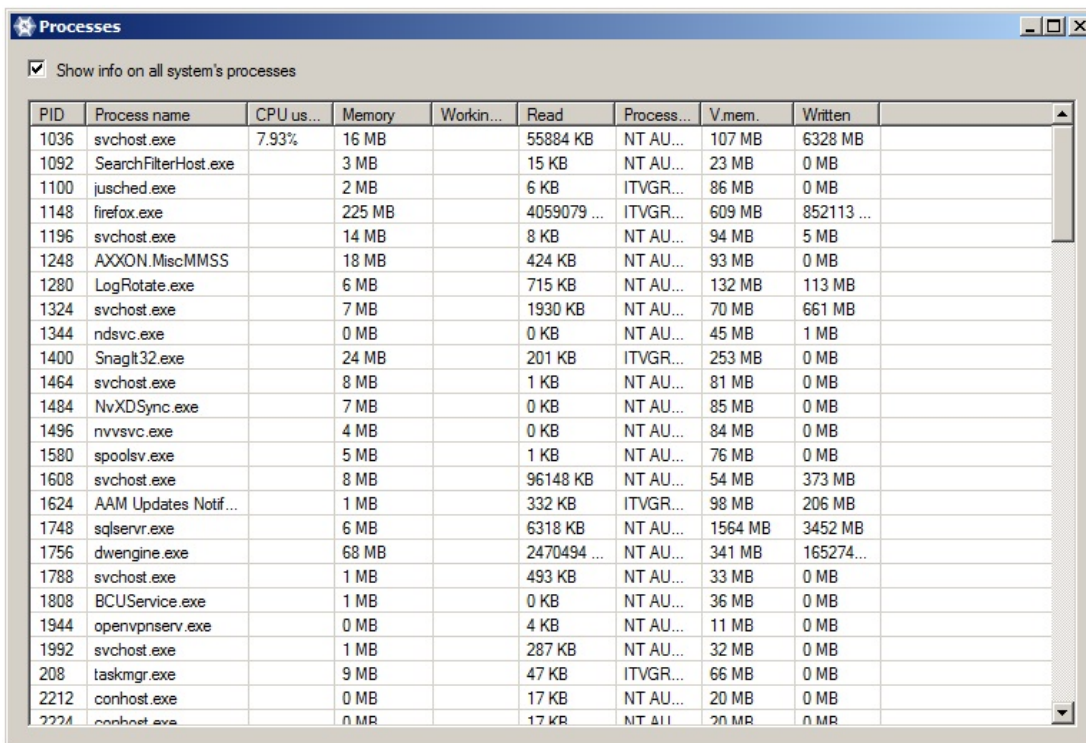 Processes
Show info on all system's processes
PID Process name CPU us... Memory Workin... Read Process... V.mem. Written
1036 svchost.exe 7.93% 16 MB 55884 KB NT AU... 107 MB 6328 MB
1092 SearchFilterHost.exe 3 MB 15 KB NT AU... 23 MB 0 MB
1100 jusched.exe 2 MB 6 KB ITVGR... 86 MB 0 MB
1148 firefox.exe 225 MB 4059079 ... ITVGR... 609 MB 852113 ...
1196 svchost.exe 14 MB 8 KB NT AU... 94 MB 5 MB
1248 AXXON.MiscMMSS 18 MB 424 KB NT AU... 93 MB 0 MB
1280 LogRotate.exe 6 MB 715 KB NT AU... 132 MB 113 MB
1324 svchost.exe 7 MB 1930 KB NT AU... 70 MB 661 MB
1344 ndsvc.exe 0 MB 0 KB NT AU... 45 MB 1 MB
1400 SnagIt32.exe 24 MB 201 KB ITVGR... 253 MB 0 MB
1464 svchost.exe 8 MB 1 KB NT AU... 81 MB 0 MB
1484 NvXDSync.exe 7 MB 0 KB NT AU... 85 MB 0 MB
1496 nvvsvc.exe 4 MB 0 KB NT AU... 84 MB 0 MB
1580 spoolsv.exe 5 MB 1 KB NT AU... 76 MB 0 MB
1608 svchost.exe 8 MB 96148 KB NT AU... 54 MB 373 MB
1624 AAM Updates Notif... 1 MB 332 KB ITVGR... 98 MB 206 MB
1748 sqlservr.exe 6 MB 6318 KB NT AU... 1564 MB 3452 MB
1756 dwengine.exe 68 MB 2470494 ... NT AU... 341 MB 165274...
1788 svchost.exe 1 MB 493 KB NT AU... 33 MB 0 MB
1808 BCUService.exe 1 MB 0 KB NT AU... 36 MB 0 MB
1944 openvpnserv.exe 0 MB 4 KB NT AU... 11 MB 0 MB
1992 svchost.exe 1 MB 287 KB NT AU... 32 MB 0 MB
208 taskmgr.exe 9 MB 47 KB ITVGR... 66 MB 0 MB
2212 conhost.exe 0 MB 17 KB NT AU... 20 MB 0 MB
2224 conhost.exe 0 MB 17 KB NT AU... 20 MB 0 MB